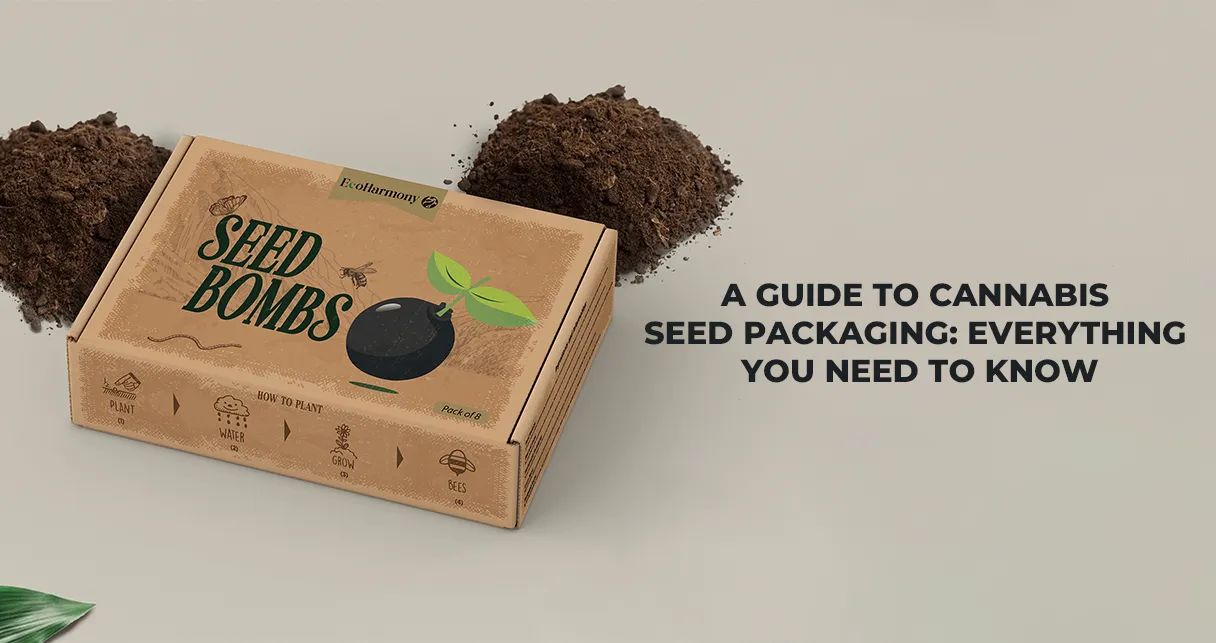 EcoHarmony
SEED
BOMBS
Pack of 8
HOW TO PLANT
PLANT
(1)
WATER
(2)
GROW
(3)
BEES
(4)
A GUIDE TO CANNABIS
SEED PACKAGING: EVERYTHING
YOU NEED TO KNOW